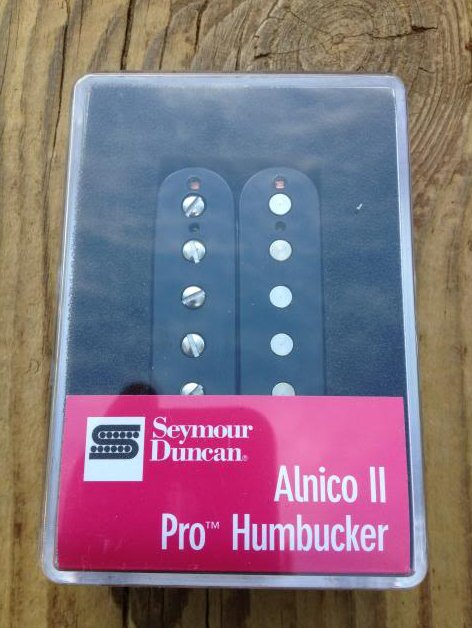 Seymour
Duncan®
Alnico II
Pro™ Humbucker